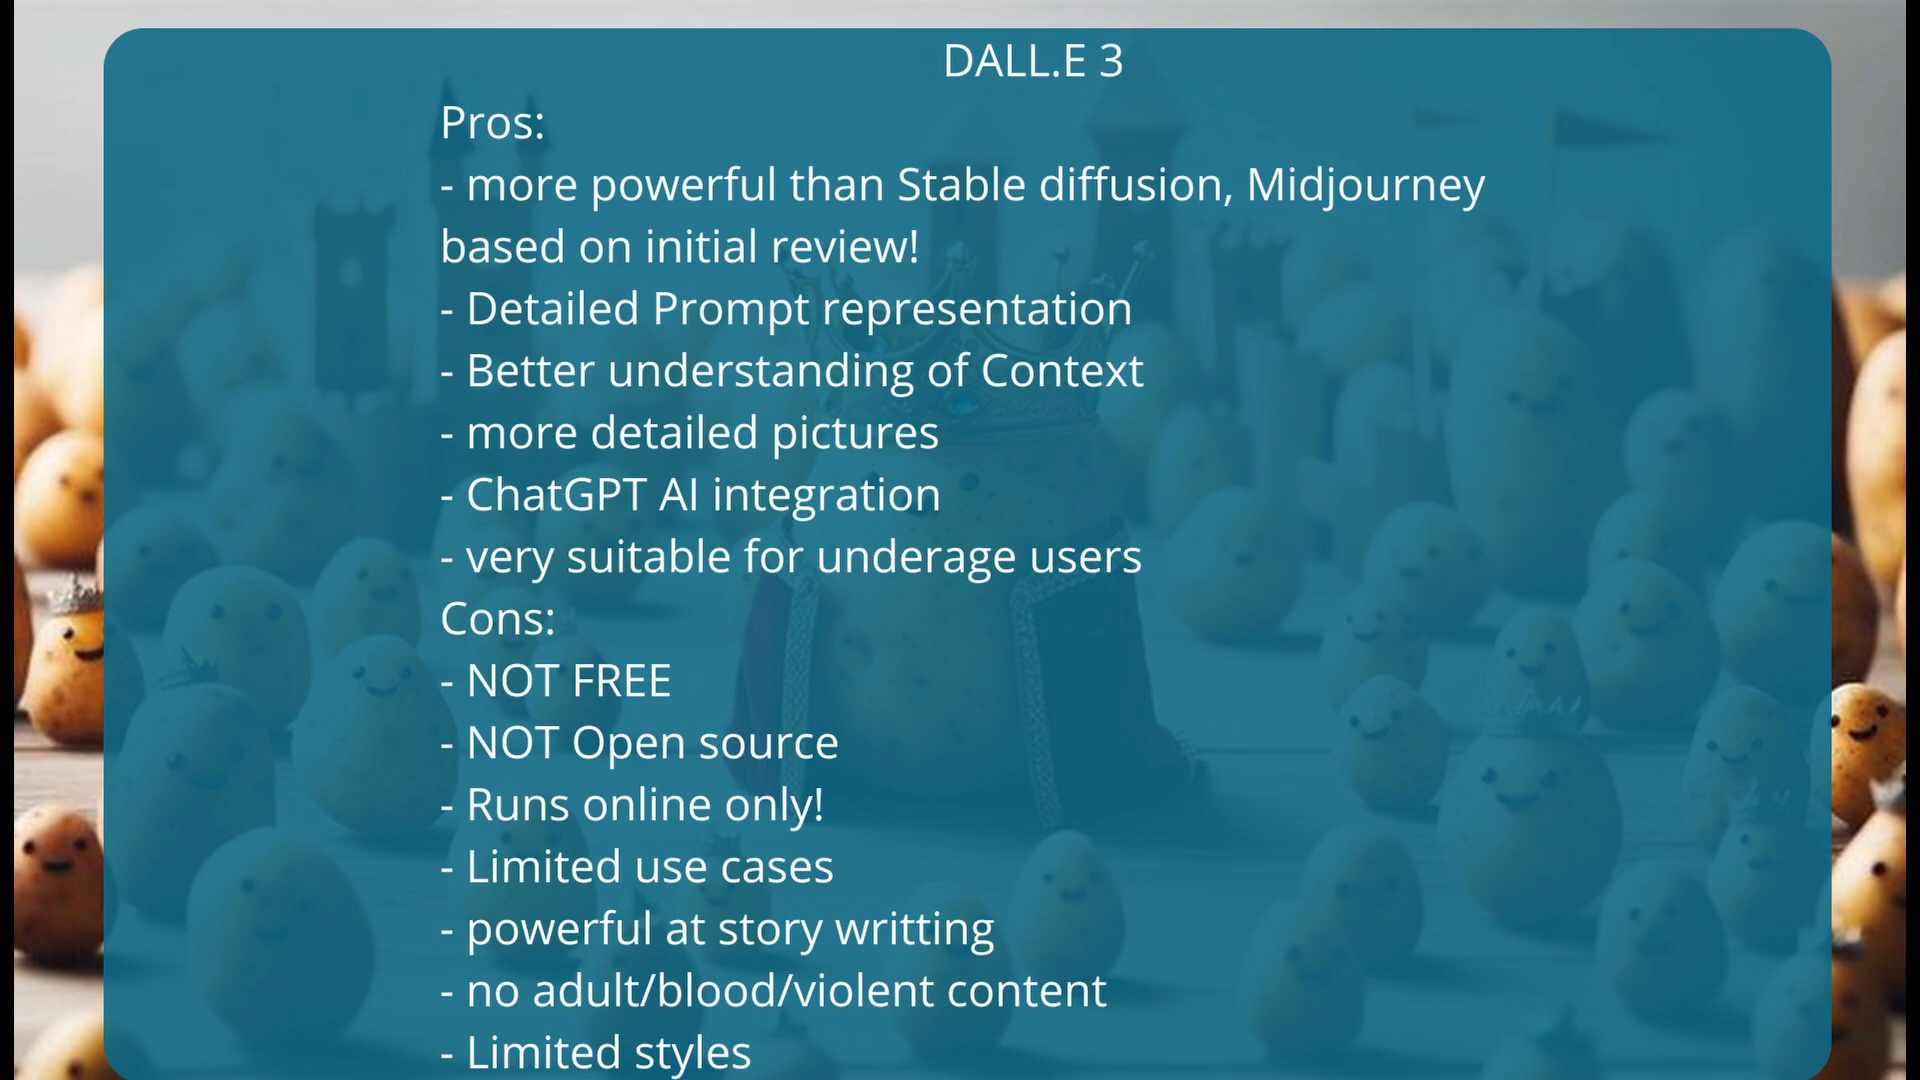 DALL.E 3
Pros:
- more powerful than Stable diffusion, Midjourney
based on initial review!
- Detailed Prompt representation
- Better understanding of Context
- more detailed pictures
- ChatGPT AI integration
- very suitable for underage users
Cons:
- NOT FREE
- NOT Open source
- Runs online only!
- Limited use cases
- powerful at story writting
- no adult/blood/violent content
- Limited styles